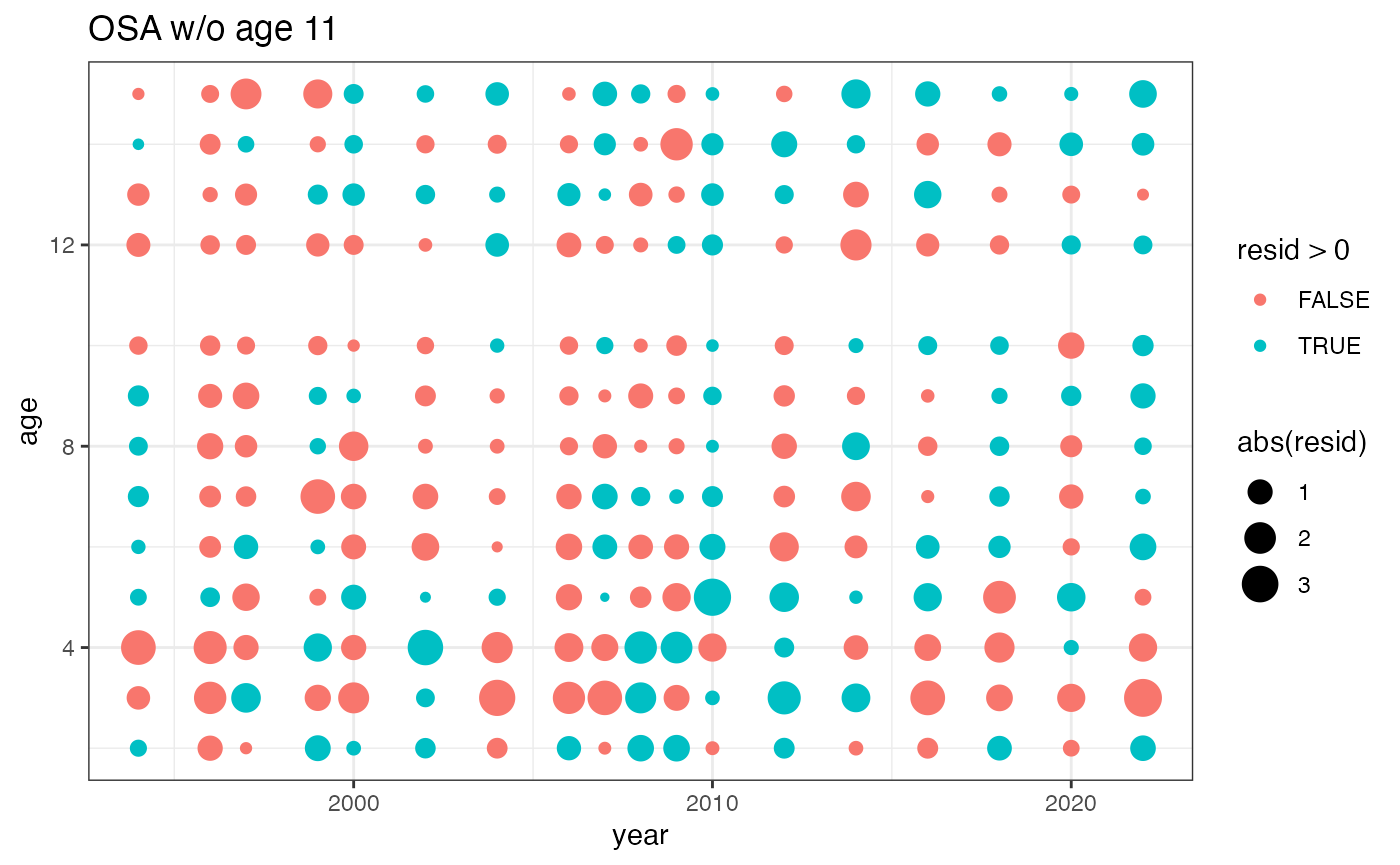 OSA w/o age 11
12
8
4
age
2000
2010
2020
year
resid > 0
FALSE
TRUE
abs(resid)
1
2
3